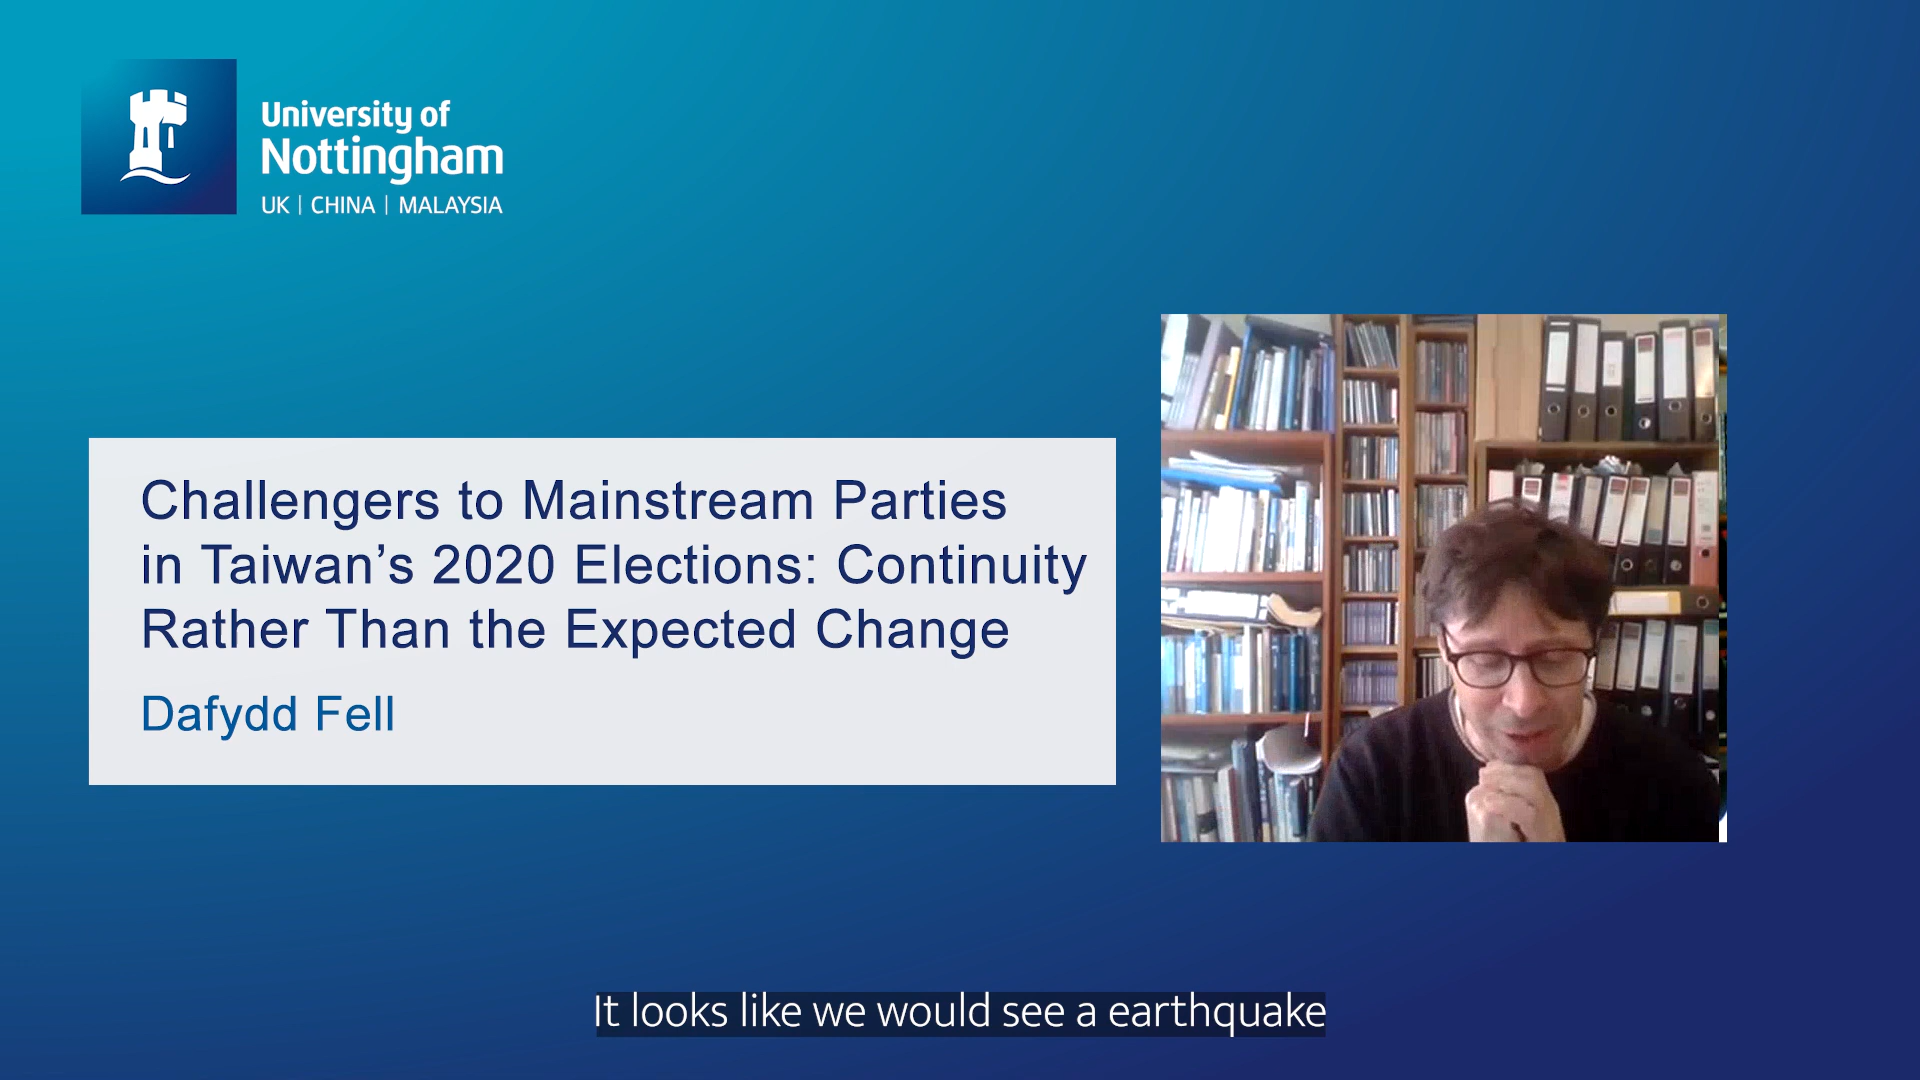 University of
Nottingham
UK | CHINA | MALAYSIA
Challengers to Mainstream Parties
in Taiwan’s 2020 Elections: Continuity
Rather Than the Expected Change
Dafydd Fell
It looks like we would see a earthquake